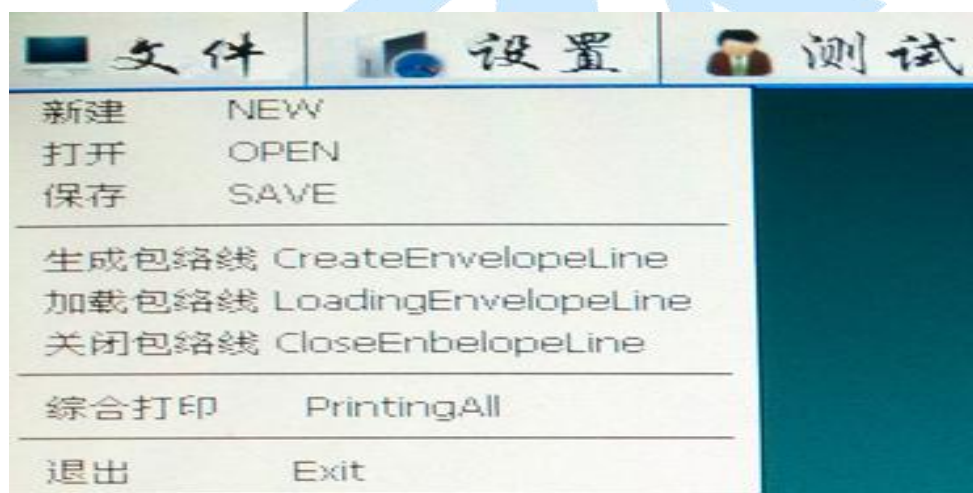 文件 设置 测试
新建 NEW
打开 OPEN
保存 SAVE
生成包络线 CreateEnvelopeLine
加载包络线 LoadingEnvelopeLine
关闭包络线 CloseEnbelopeLine
综合打印 PrintingAll
退出 Exit